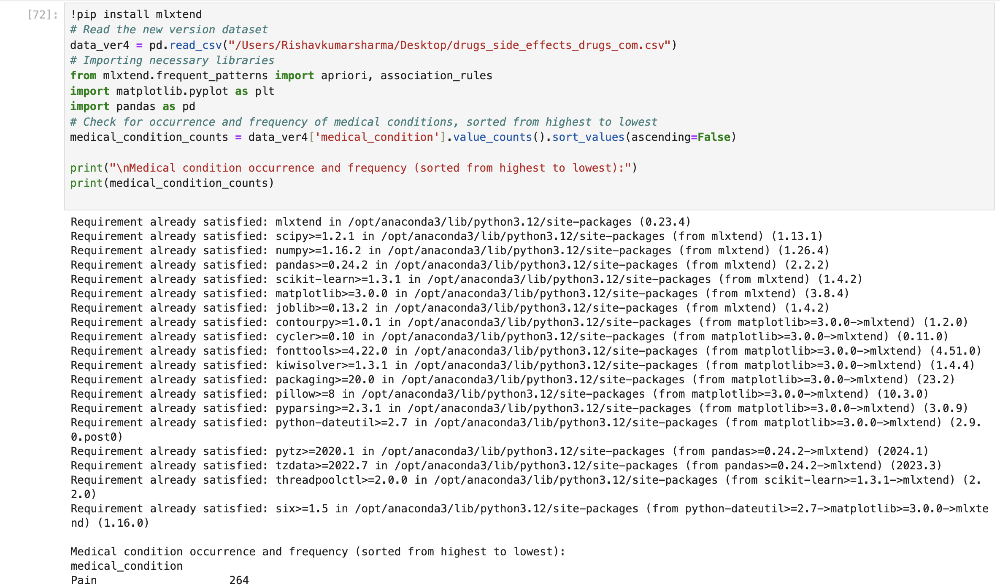 [72]:
!pip install mlxtend
# Read the new version dataset
data_ver4 = pd.read_csv("/Users/Rishavkumarsharma/Desktop/drugs_side_effects_drugs_com.csv")
# Importing necessary libraries
from mlxtend.frequent_patterns import apriori, association_rules
import matplotlib.pyplot as plt
import pandas as pd
# Check for occurrence and frequency of medical conditions, sorted from highest to lowest
medical_condition_counts = data_ver4['medical_condition'].value_counts().sort_values(ascending=False)
print("\nMedical condition occurrence and frequency (sorted from highest to lowest):")
print(medical_condition_counts)
Requirement already satisfied: mlxtend in /opt/anaconda3/lib/python3.12/site-packages (0.23.4)
Requirement already satisfied: scipy>=1.2.1 in /opt/anaconda3/lib/python3.12/site-packages (from mlxtend) (1.13.1)
Requirement already satisfied: numpy>=1.16.2 in /opt/anaconda3/lib/python3.12/site-packages (from mlxtend) (1.26.4)
Requirement already satisfied: pandas>=0.24.2 in /opt/anaconda3/lib/python3.12/site-packages (from mlxtend) (2.2.2)
Requirement already satisfied: scikit-learn>=1.3.1 in /opt/anaconda3/lib/python3.12/site-packages (from mlxtend) (1.4.2)
Requirement already satisfied: matplotlib>=3.0.0 in /opt/anaconda3/lib/python3.12/site-packages (from mlxtend) (3.8.4)
Requirement already satisfied: joblib>=0.13.2 in /opt/anaconda3/lib/python3.12/site-packages (from mlxtend) (1.4.2)
Requirement already satisfied: contourpy>=1.0.1 in /opt/anaconda3/lib/python3.12/site-packages (from matplotlib>=3.0.0->mlxtend) (1.2.0)
Requirement already satisfied: cycler>=0.10 in /opt/anaconda3/lib/python3.12/site-packages (from matplotlib>=3.0.0->mlxtend) (0.11.0)
Requirement already satisfied: fonttools>=4.22.0 in /opt/anaconda3/lib/python3.12/site-packages (from matplotlib>=3.0.0->mlxtend) (4.51.0)
Requirement already satisfied: kiwisolver>=1.3.1 in /opt/anaconda3/lib/python3.12/site-packages (from matplotlib>=3.0.0->mlxtend) (1.4.4)
Requirement already satisfied: packaging>=20.0 in /opt/anaconda3/lib/python3.12/site-packages (from matplotlib>=3.0.0->mlxtend) (23.2)
Requirement already satisfied: pillow>=8 in /opt/anaconda3/lib/python3.12/site-packages (from matplotlib>=3.0.0->mlxtend) (10.3.0)
Requirement already satisfied: pyparsing>=2.3.1 in /opt/anaconda3/lib/python3.12/site-packages (from matplotlib>=3.0.0->mlxtend) (3.0.9)
Requirement already satisfied: python-dateutil>=2.7 in /opt/anaconda3/lib/python3.12/site-packages (from matplotlib>=3.0.0->mlxtend) (2.9.
0.post0)
Requirement already satisfied: pytz>=2020.1 in /opt/anaconda3/lib/python3.12/site-packages (from pandas>=0.24.2->mlxtend) (2024.1)
Requirement already satisfied: tzdata>=2022.7 in /opt/anaconda3/lib/python3.12/site-packages (from pandas>=0.24.2->mlxtend) (2023.3)
Requirement already satisfied: threadpoolctl>=2.0.0 in /opt/anaconda3/lib/python3.12/site-packages (from scikit-learn>=1.3.1->mlxtend) (2.
2.0)
Requirement already satisfied: six>=1.5 in /opt/anaconda3/lib/python3.12/site-packages (from python-dateutil>=2.7->matplotlib>=3.0.0->mlxte
nd) (1.16.0)
Medical condition occurrence and frequency (sorted from highest to lowest):
medical_condition
Pain                    264